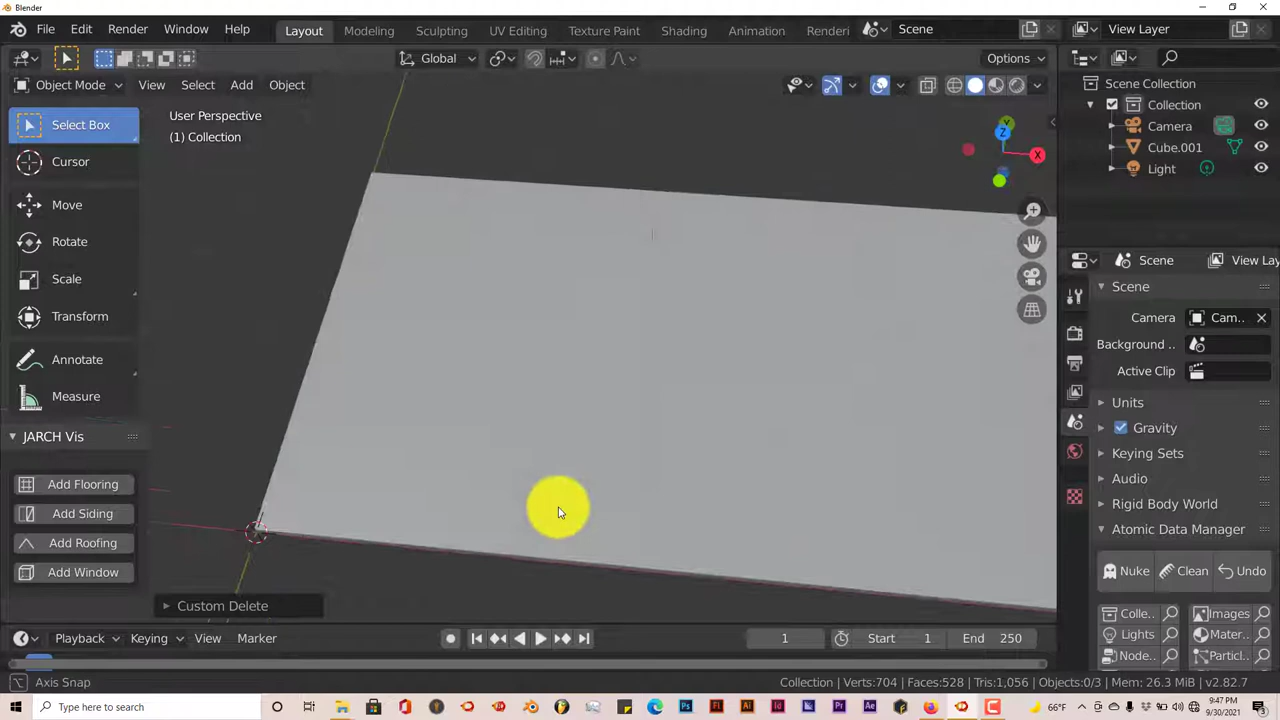 Blender
File Edit Render Window Help Layout Modeling Sculpting UV Editing Texture Paint Shading Animation Renderi Scene View Layer
Global Options
Object Mode View Select Add Object
Scene Collection
Collection
Camera
Cube.001
Light
Select Box
Cursor
Move
Rotate
Scale
Transform
Annotate
Measure
User Perspective
(1) Collection
Y
Z
X
JARCH Vis
Add Flooring
Add Siding
Add Roofing
Add Window
Custom Delete
Scene View Lay
Scene
Camera Cam..
Background ..
Active Clip
Units
Gravity
Keying Sets
Audio
Rigid Body World
Atomic Data Manager
Nuke Clean Undo
Colle.. Images
Lights Mater..
Node.. Particl..
Playback Keying View Marker 1 Start 1 End 250
Axis Snap Collection | Verts:704 | Faces:528 | Tris:1,056 | Objects:0/3 | Mem: 26.3 MiB | v2.82.7
Type here to search 66°F 9:47 PM
9/30/2021